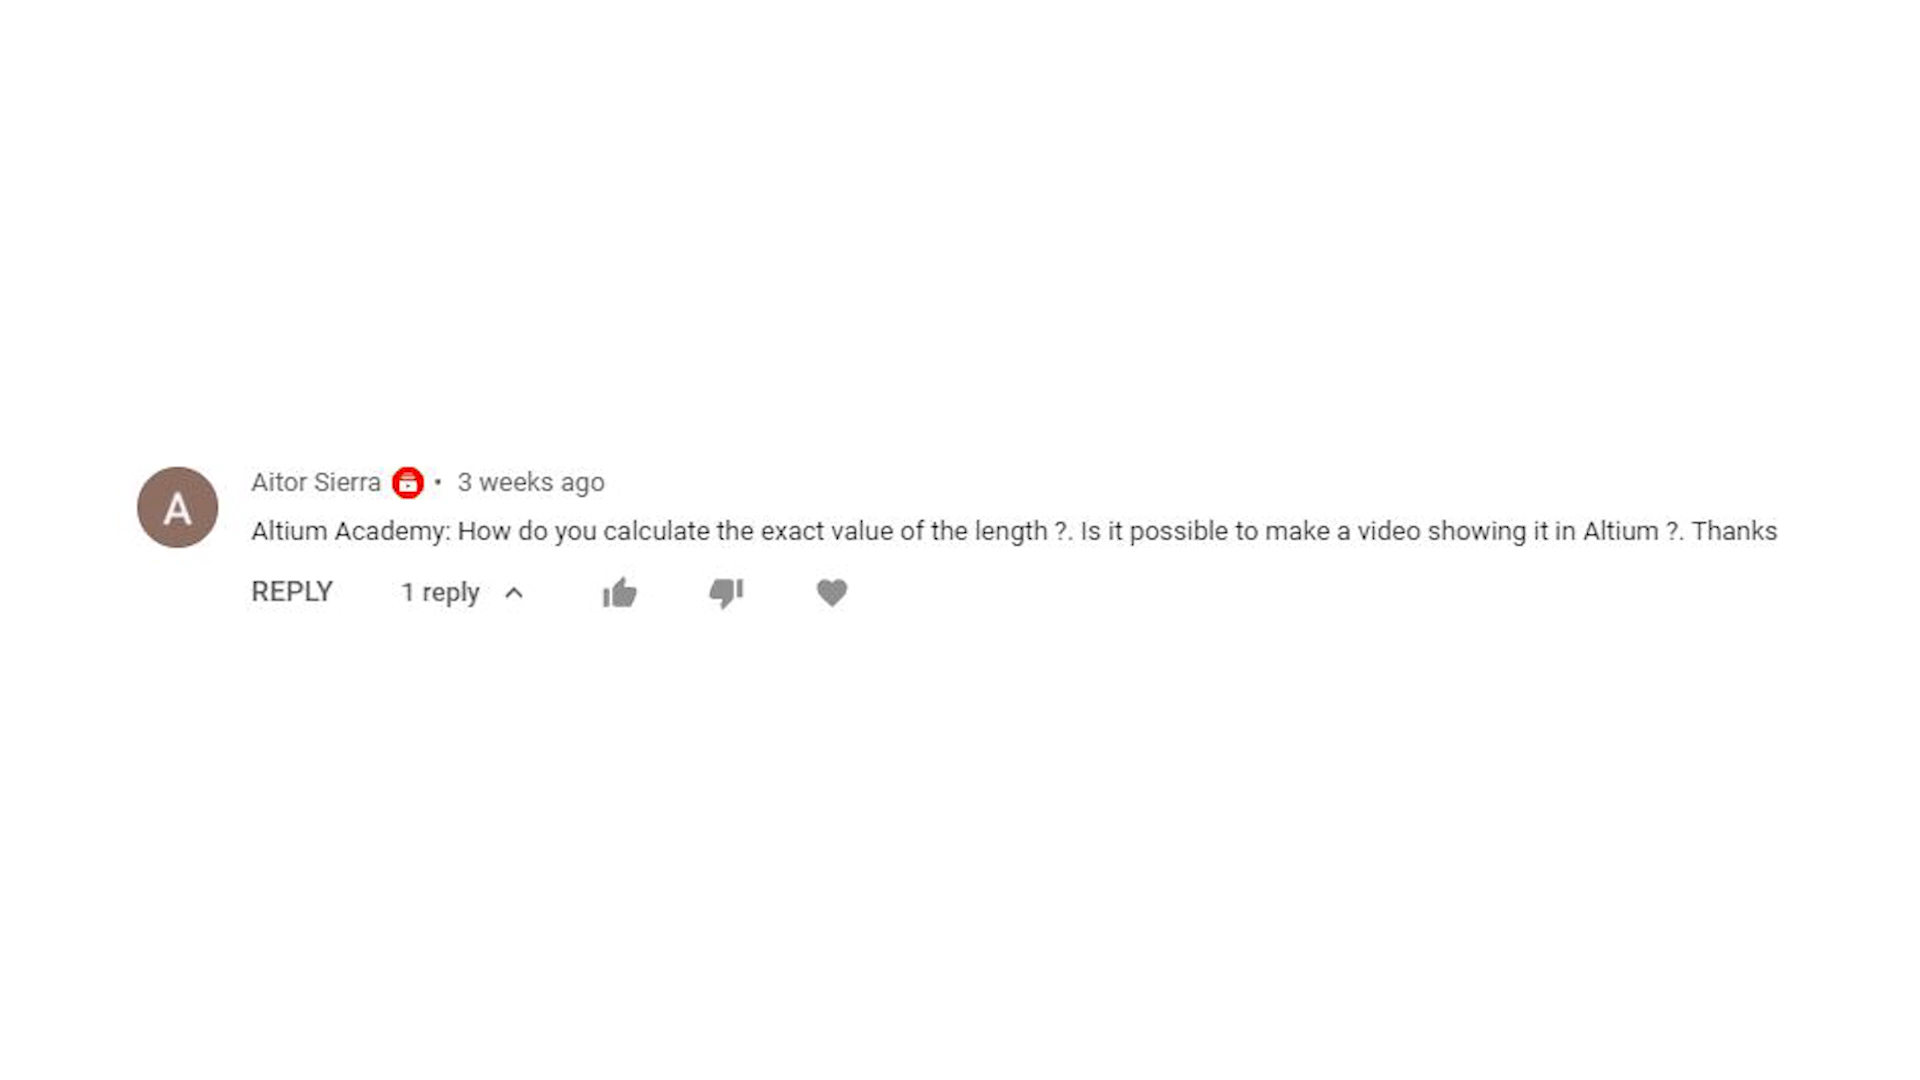 A
Aitor Sierra • 3 weeks ago
Altium Academy: How do you calculate the exact value of the length ?. Is it possible to make a video showing it in Altium ?. Thanks
REPLY 1 reply